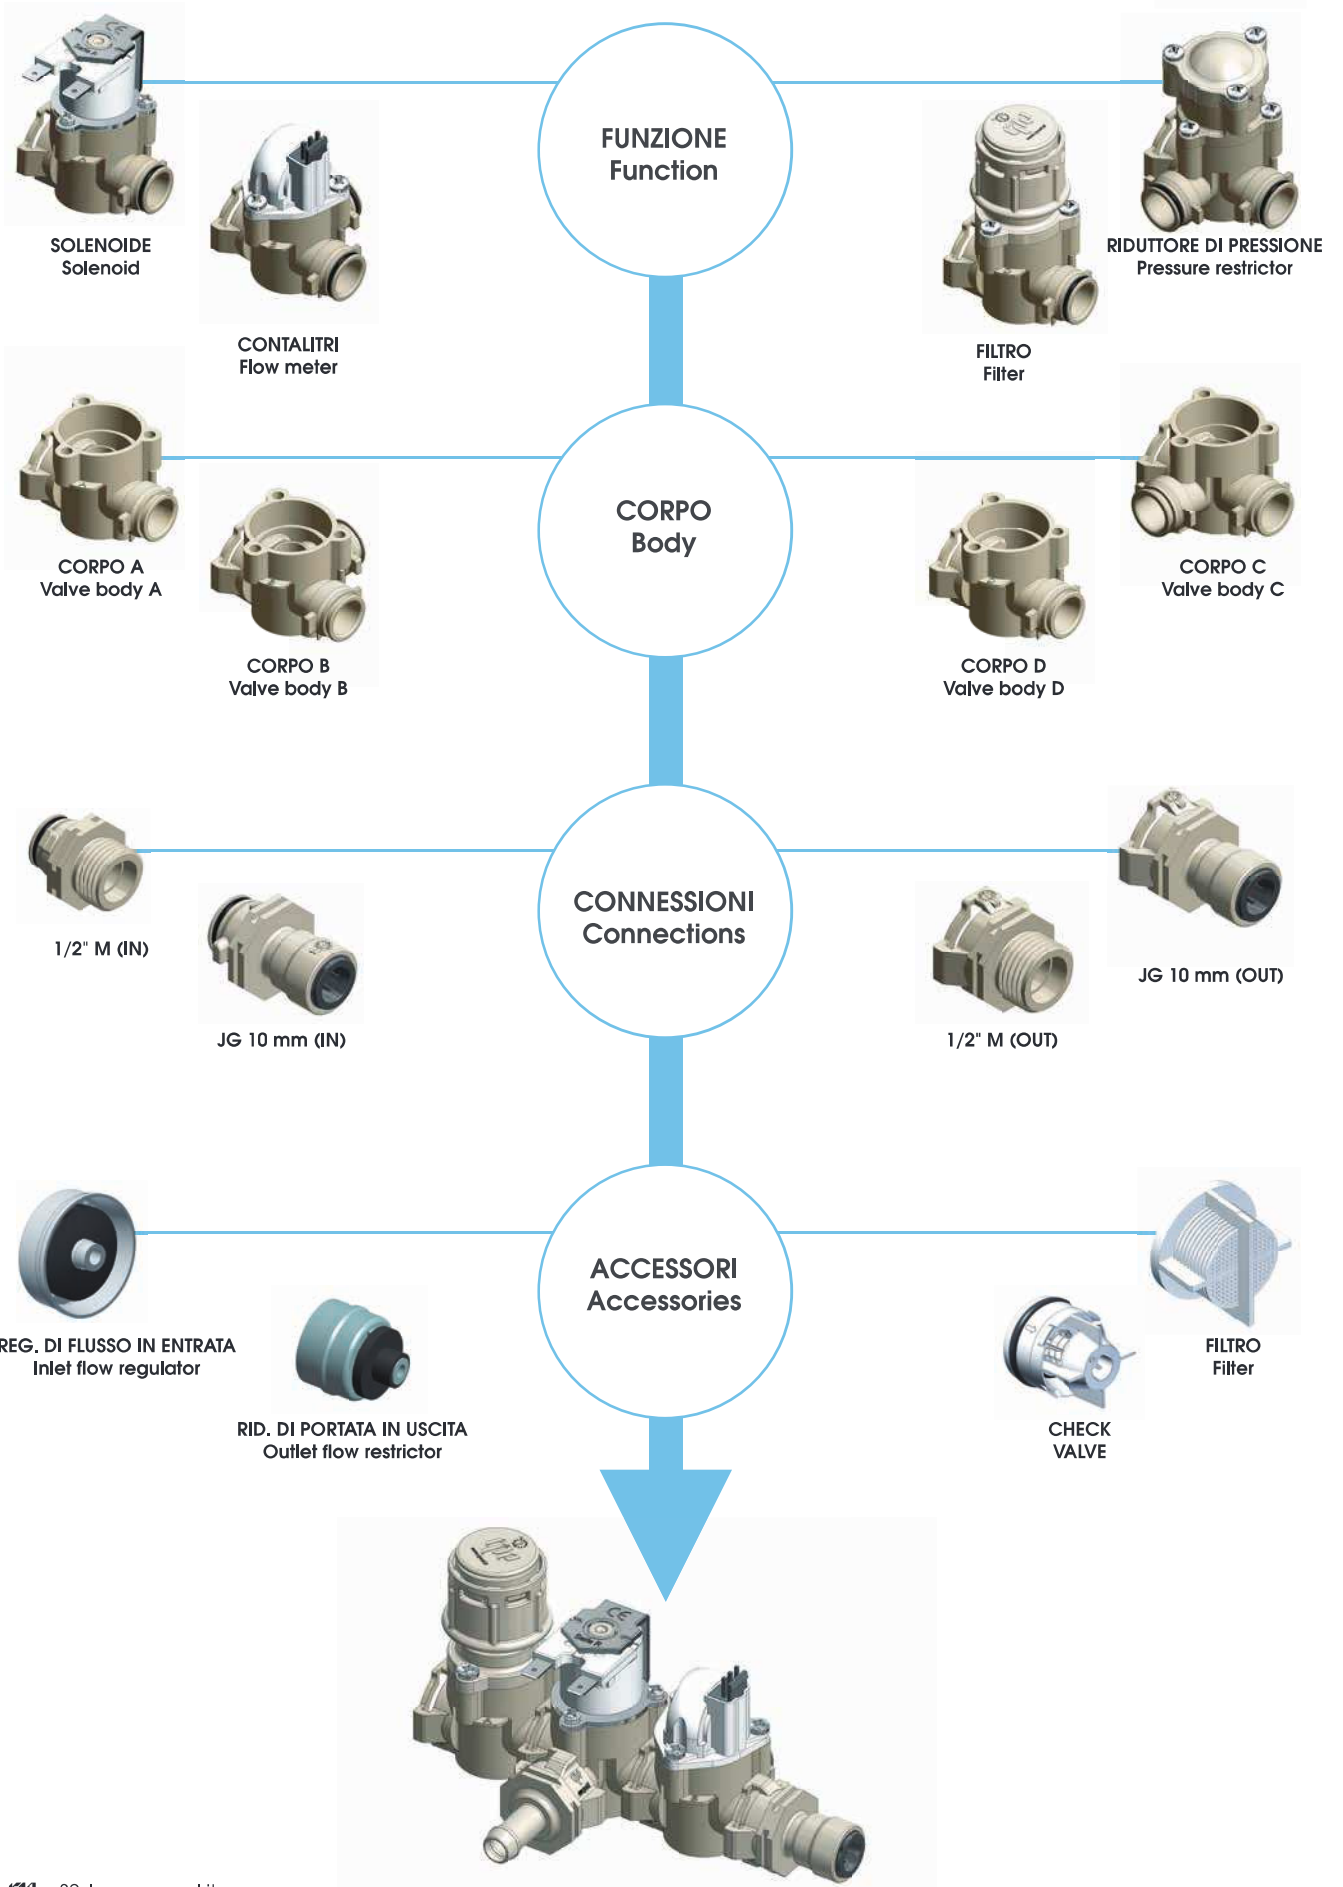 FUNZIONE
Function
SOLENOIDE
Solenoid
CONTALITRI
Flow meter
FILTRO
Filter
RIDUTTORE DI PRESSIONE
Pressure restrictor
CORPO
Body
CORPO A
Valve body A
CORPO B
Valve body B
CORPO D
Valve body D
CORPO C
Valve body C
CONNESSIONI
Connections
1/2" M (IN)
JG 10 mm (IN)
1/2" M (OUT)
JG 10 mm (OUT)
ACCESSORI
Accessories
REG. DI FLUSSO IN ENTRATA
Inlet flow regulator
RID. DI PORTATA IN USCITA
Outlet flow restrictor
CHECK
VALVE
FILTRO
Filter
CE